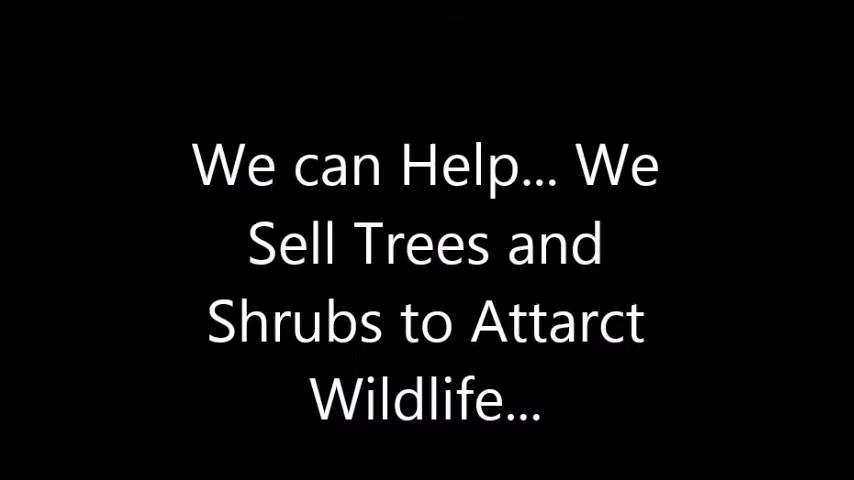 We can Help... We
Sell Trees and
Shrubs to Attarct
Wildlife...